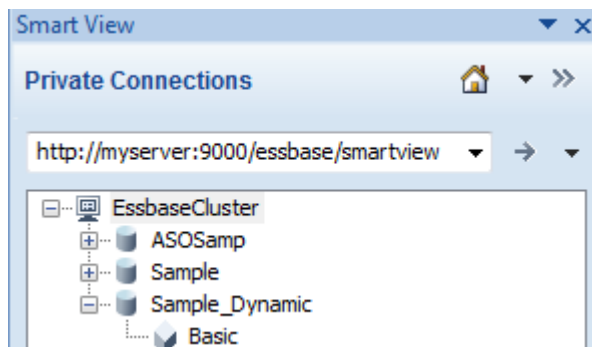 Smart View
Private Connections
http://myserver:9000/essbase/smartview
EssbaseCluster
ASOSamp
Sample
Sample_Dynamic
Basic